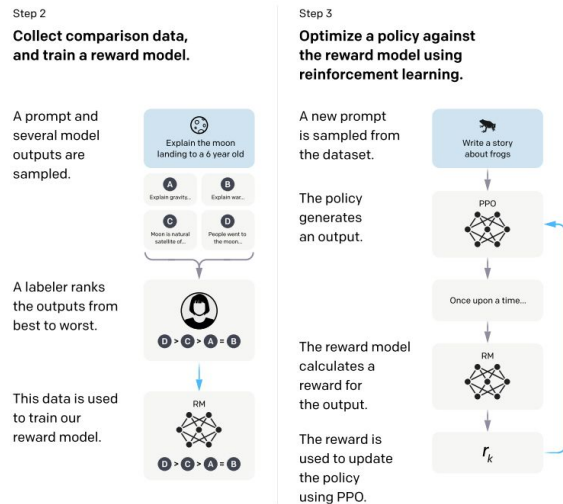 Step 2
Collect comparison data,
and train a reward model.
A prompt and
several model
outputs are
sampled.
Explain the moon
landing to a 6 year old
A
Explain gravity...
B
Explain war...
C
Moon is natural
satellite of...
D
People went to
the moon...
A labeler ranks
the outputs from
best to worst.
D > C > A = B
This data is used
to train our
reward model.
RM
D > C > A = B
Step 3
Optimize a policy against
the reward model using
reinforcement learning.
A new prompt
is sampled from
the dataset.
Write a story
about frogs
The policy
generates
an output.
PPO
Once upon a time...
The reward model
calculates a
reward for
the output.
RM
The reward is
used to update
the policy
using PPO.
rk